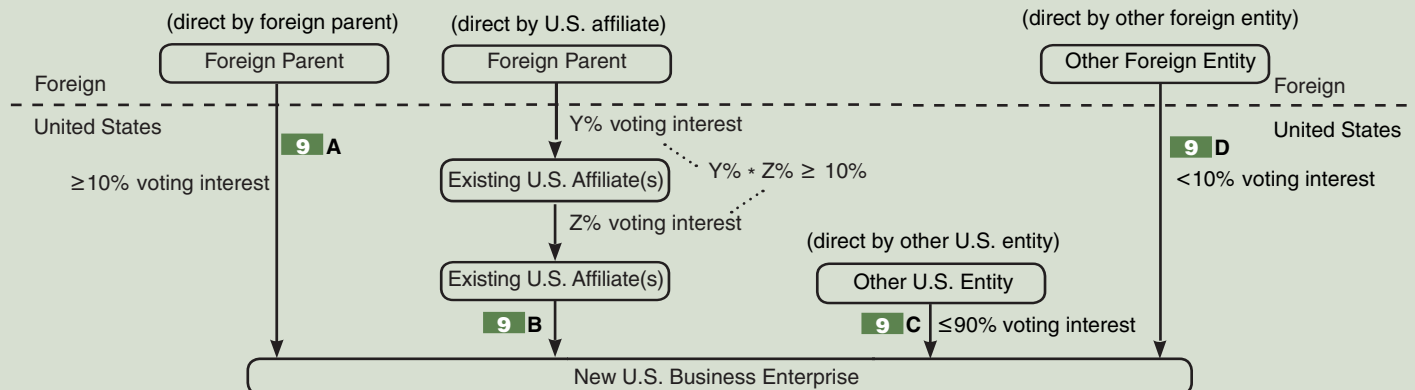 (direct by foreign parent)
(direct by U.S. affiliate)
(direct by other foreign entity)
Foreign Parent
Foreign Parent
Other Foreign Entity
Foreign
Foreign
United States
United States
Y% voting interest
9 A
9 D
≥10% voting interest
Existing U.S. Affiliate(s)
Y% * Z% ≥ 10%
<10% voting interest
Z% voting interest
(direct by other U.S. entity)
Existing U.S. Affiliate(s)
Other U.S. Entity
9 B
9 C ≤90% voting interest
New U.S. Business Enterprise